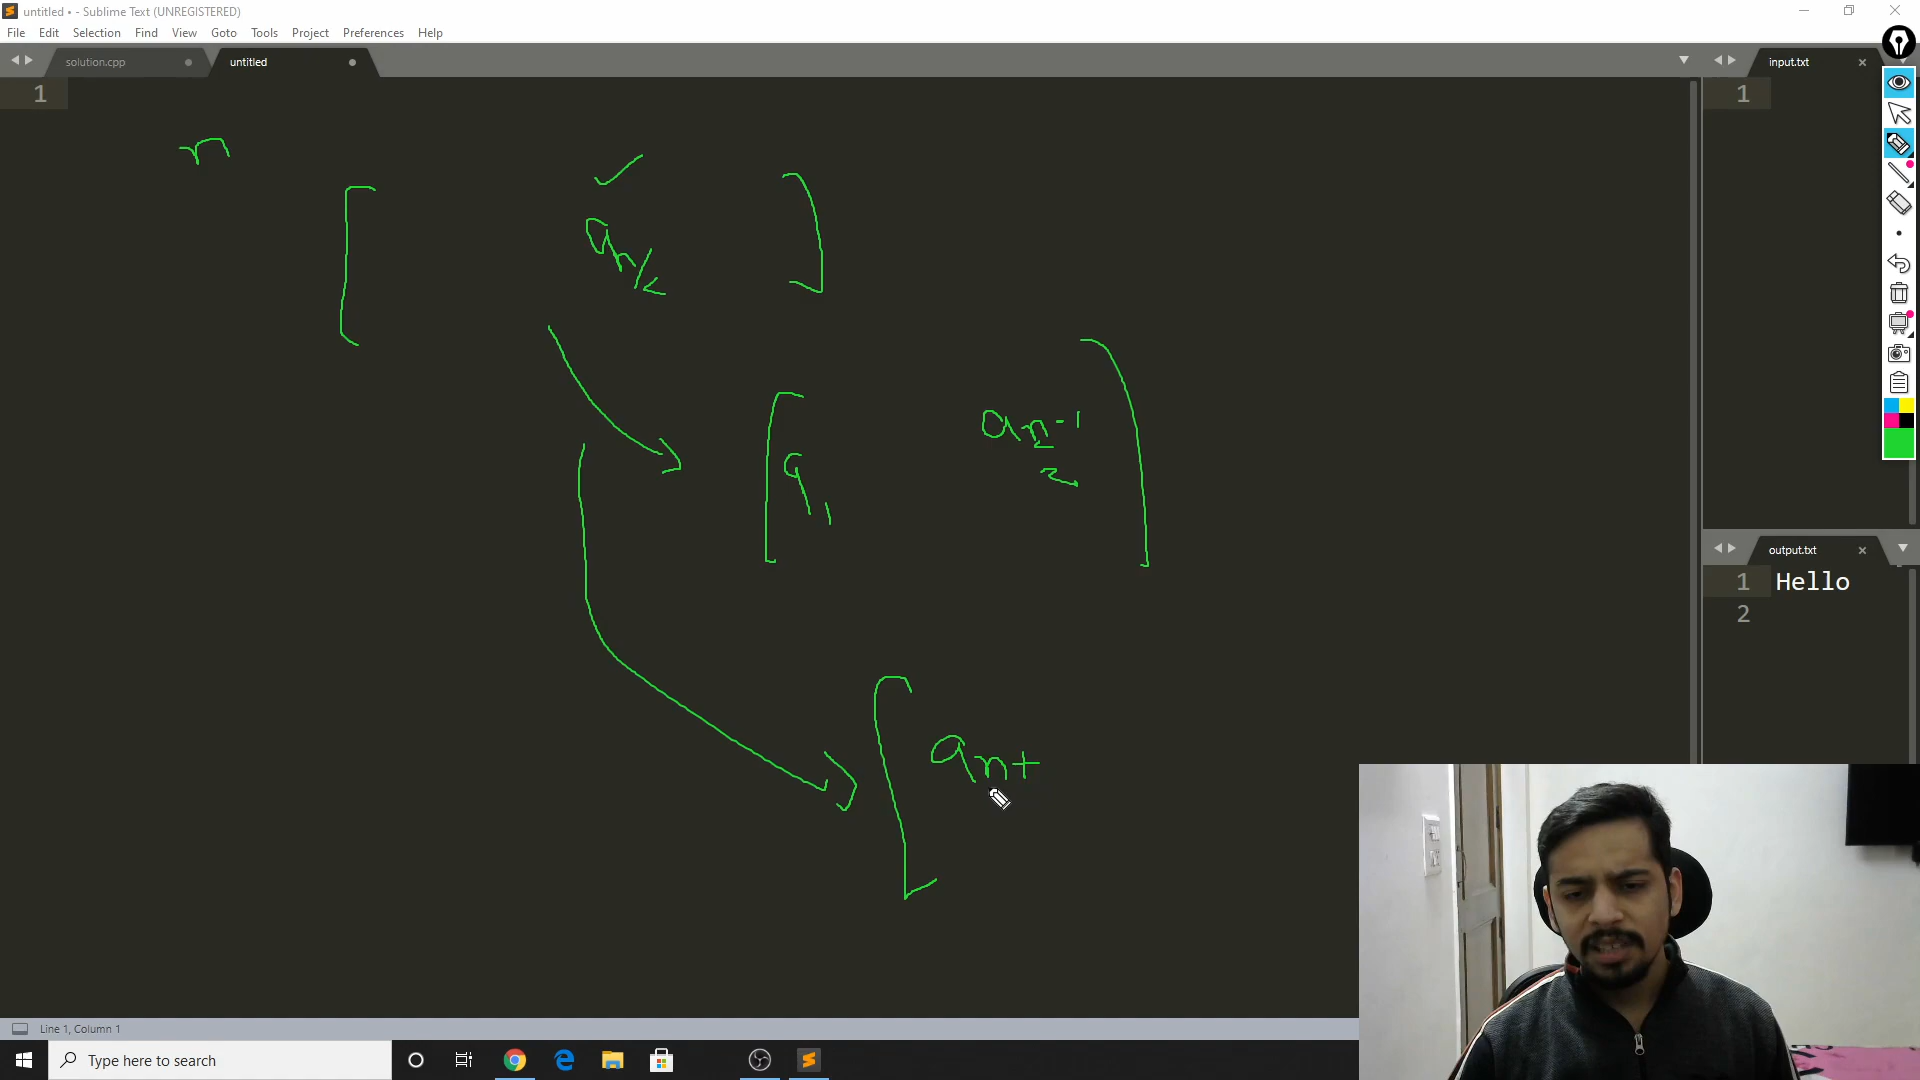 untitled • - Sublime Text (UNREGISTERED)
File Edit Selection Find View Goto Tools Project Preferences Help
solution.cpp untitled input.txt
1 1
n
a n/2
a n-1
2
a 1
output.txt
1 Hello
2
a n+
Line 1, Column 1
Type here to search